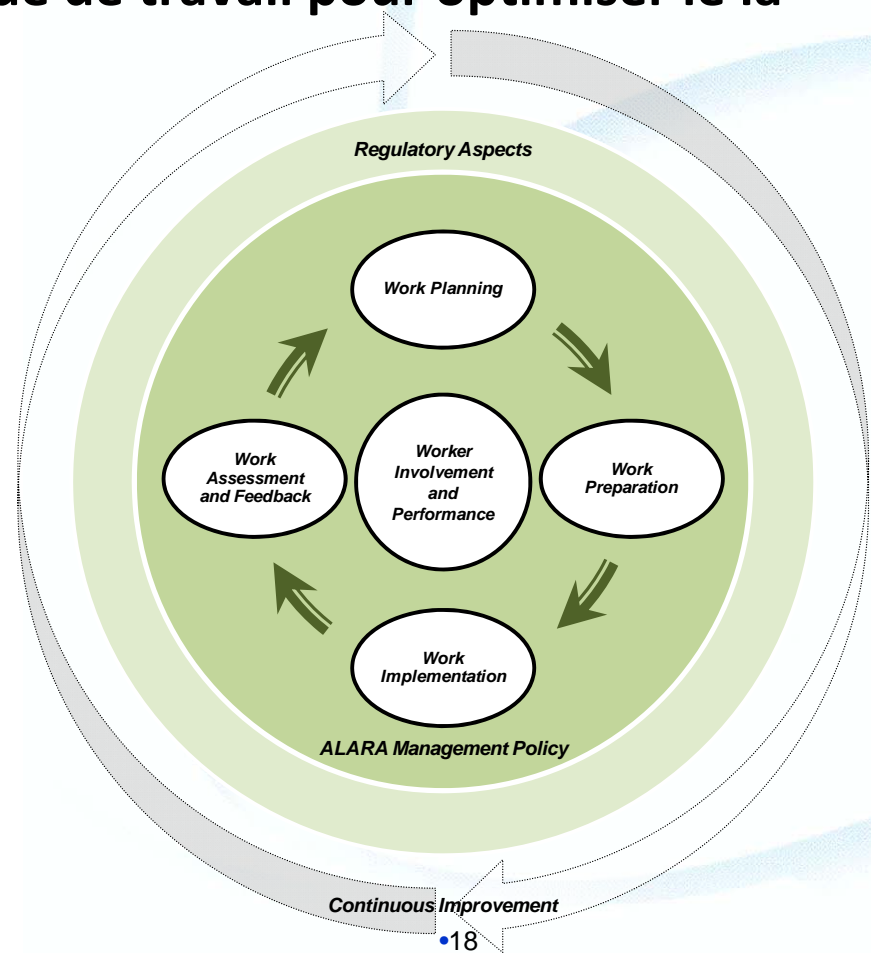 de travail pour optimiser le la
Regulatory Aspects
Work Planning
Work
Assessment
and Feedback
Worker
Involvement
and
Performance
Work
Preparation
Work
Implementation
ALARA Management Policy
Continuous Improvement
•18